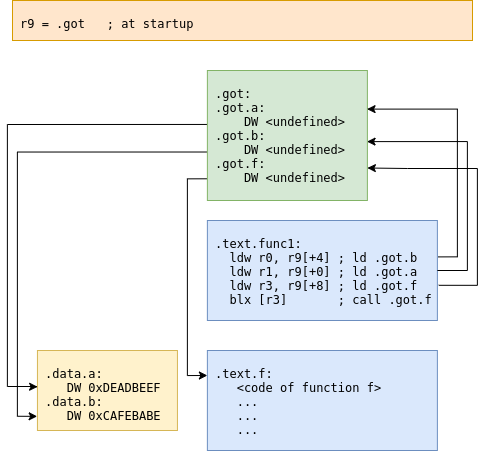 r9 = .got   ; at startup
.got:
.got.a:
    DW <undefined>
.got.b:
    DW <undefined>
.got.f:
    DW <undefined>
.text.func1:
  ldw r0, r9[+4] ; ld .got.b
  ldw r1, r9[+0] ; ld .got.a
  ldw r3, r9[+8] ; ld .got.f
  blx [r3]       ; call .got.f
.data.a:
   DW 0xDEADBEEF
.data.b:
   DW 0xCAFEBABE
.text.f:
   <code of function f>
   ...
   ...
   ...